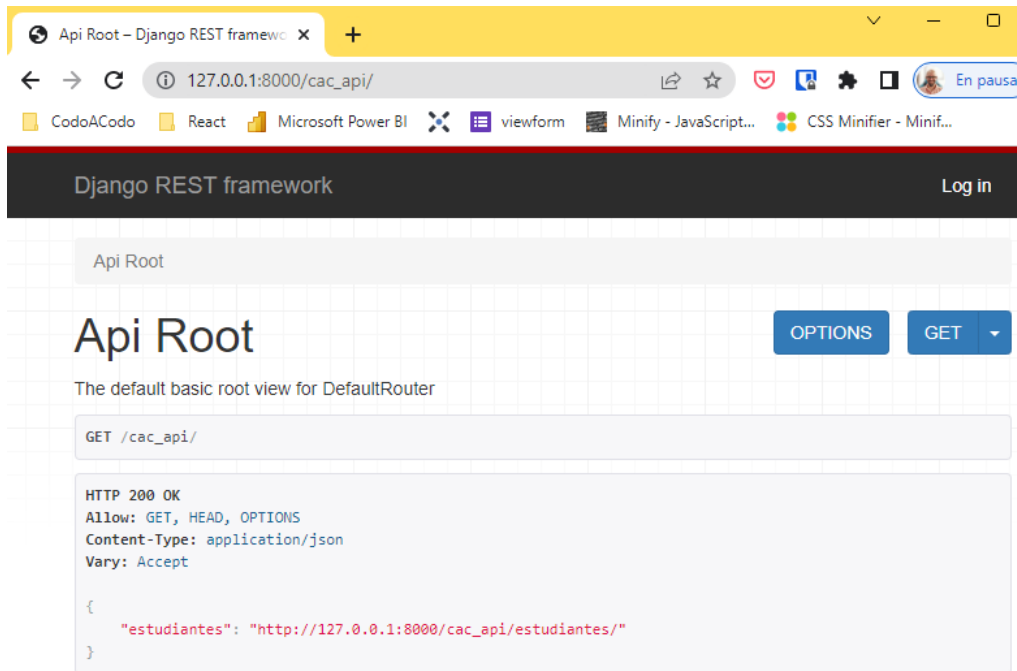 Api Root – Django REST framewo
127.0.0.1:8000/cac_api/
En pausa
CodoACodo React Microsoft Power BI viewform Minify - JavaScript... CSS Minifier - Minif...
Django REST framework Log in
Api Root
Api Root OPTIONS GET
The default basic root view for DefaultRouter
GET /cac_api/
HTTP 200 OK
Allow: GET, HEAD, OPTIONS
Content-Type: application/json
Vary: Accept
{
"estudiantes": "http://127.0.0.1:8000/cac_api/estudiantes/"
}